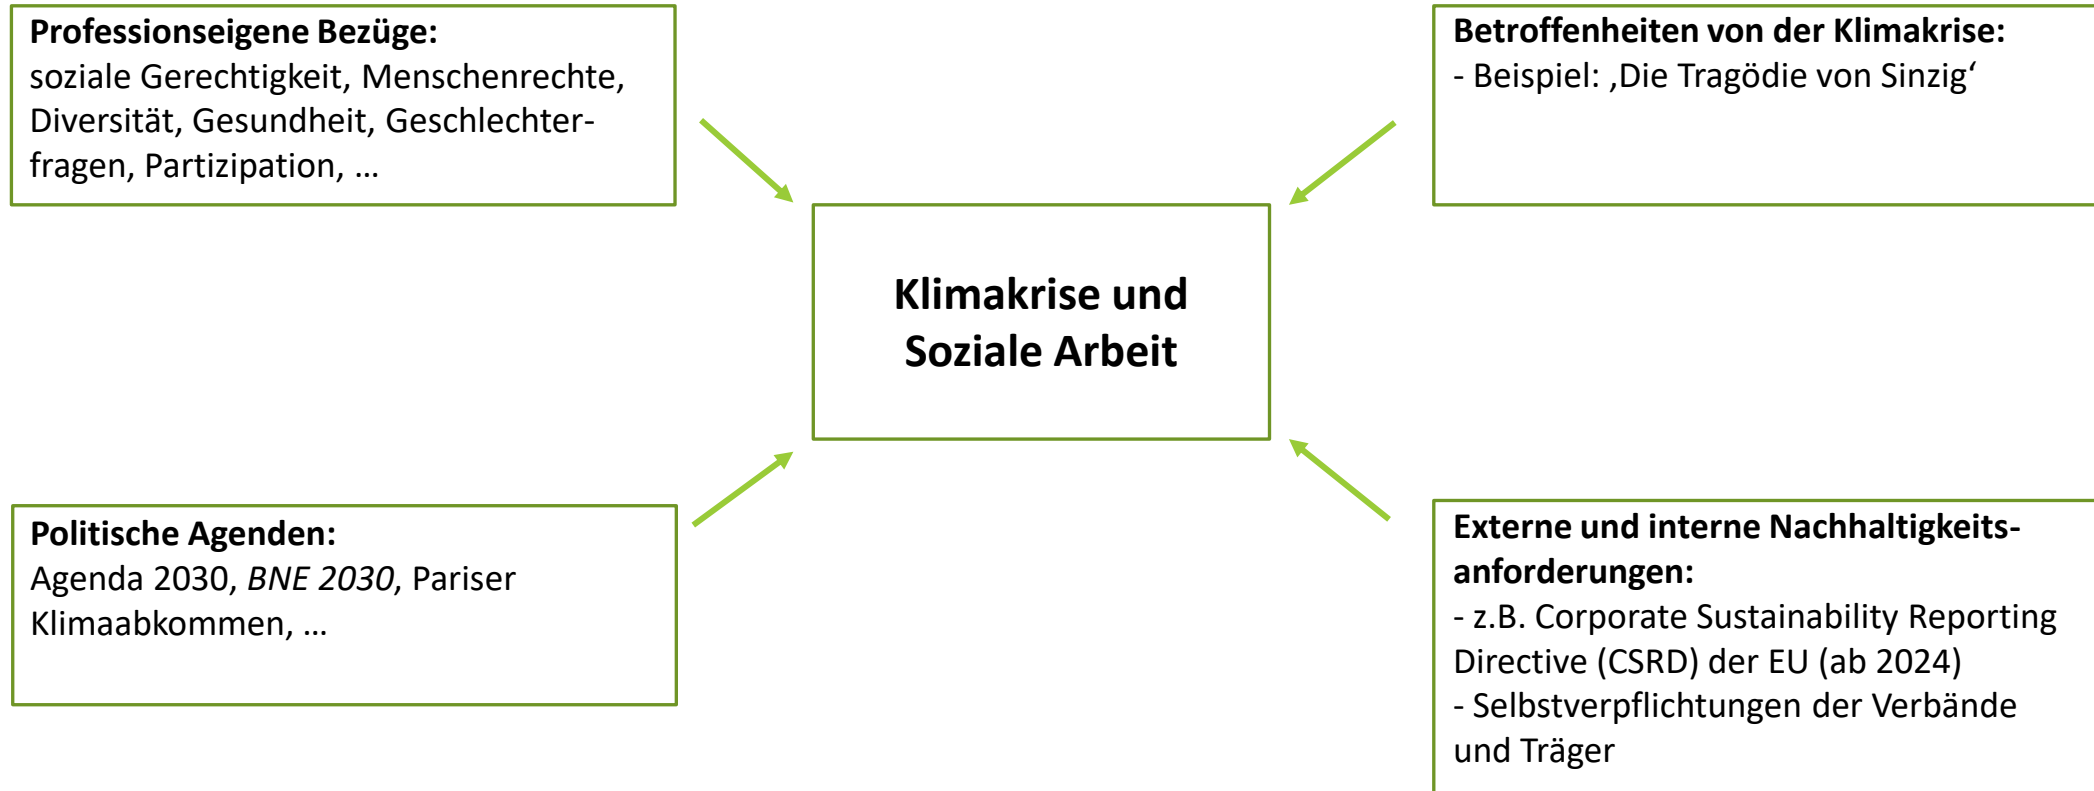 Professionseigene Bezüge:
soziale Gerechtigkeit, Menschenrechte,
Diversität, Gesundheit, Geschlechter-
fragen, Partizipation, …
Betroffenheiten von der Klimakrise:
- Beispiel: ‚Die Tragödie von Sinzig‘
Klimakrise und
Soziale Arbeit
Politische Agenden:
Agenda 2030, BNE 2030, Pariser
Klimaabkommen, …
Externe und interne Nachhaltigkeits-
anforderungen:
- z.B. Corporate Sustainability Reporting
Directive (CSRD) der EU (ab 2024)
- Selbstverpflichtungen der Verbände
und Träger